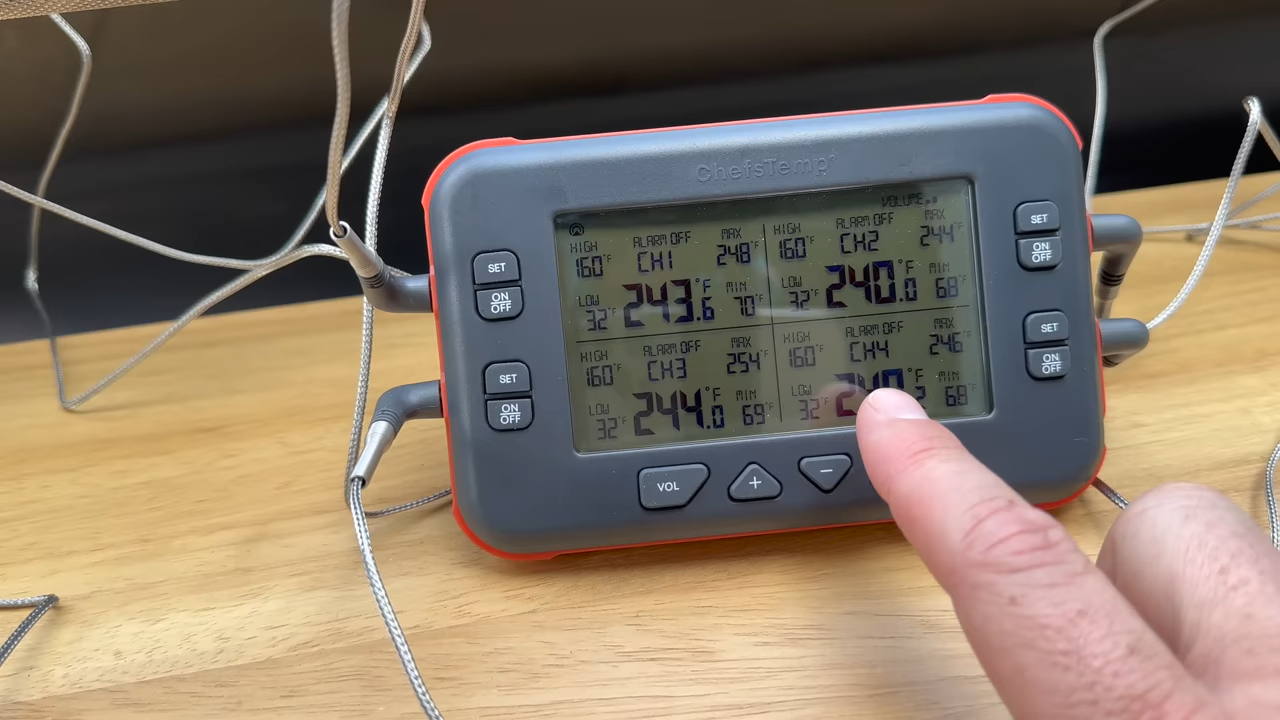 ChefsTemp
VOLUME
HIGH ALARM OFF MAX
160°F CH1 248°F
LOW 243.6°F MIN
32°F 70°F
HIGH ALARM OFF MAX
160°F CH2 244°F
LOW 240.0°F MIN
32°F 68°F
HIGH ALARM OFF MAX
160°F CH3 254°F
LOW 244.0°F MIN
32°F 69°F
HIGH ALARM OFF MAX
160°F CH4 246°F
LOW °F MIN
32°F 68°F
SET
ON
OFF
SET
ON
OFF
SET
ON
OFF
SET
ON
OFF
VOL + −